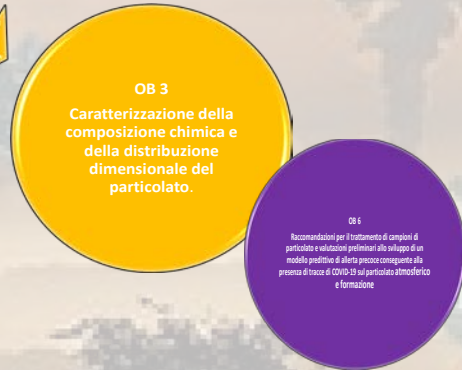 OB 3
Caratterizzazione della
composizione chimica e
della distribuzione
dimensionale del
particolato.
OB 6
Raccomandazioni per il trattamento di campioni di
particolato e valutazioni preliminari allo sviluppo di un
modello predittivo di allerta precoce conseguente alla
presenza di tracce di COVID-19 sul particolato atmosferico
e formazione